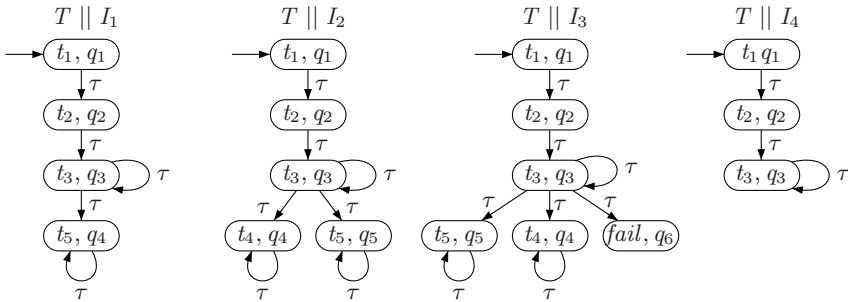 T || I1 T || I2 T || I3 T || I4
t1, q1 t1, q1 t1, q1 t1 q1
τ τ τ τ
t2, q2 t2, q2 t2, q2 t2, q2
τ τ τ τ
t3, q3 τ t3, q3 τ t3, q3 τ t3, q3 τ
τ τ τ τ τ τ
t5, q4 t4, q4 t5, q5 t5, q5 t4, q4 fail, q6
τ τ τ τ τ